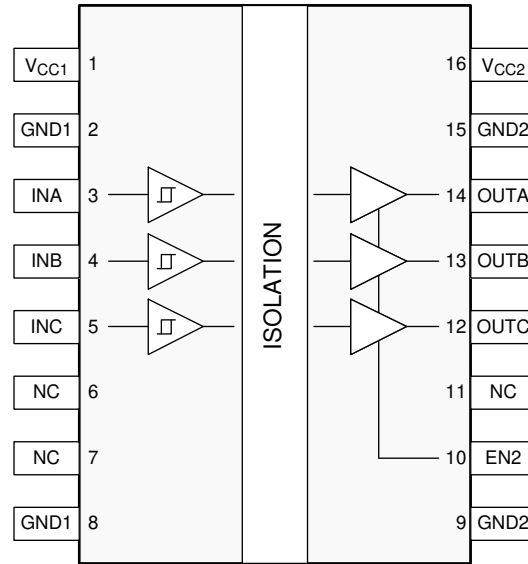 VCC1 1 16 VCC2
GND1 2 15 GND2
INA 3 14 OUTA
INB 4 13 OUTB
INC 5 12 OUTC
NC 6 11 NC
NC 7 10 EN2
GND1 8 9 GND2
ISOLATION